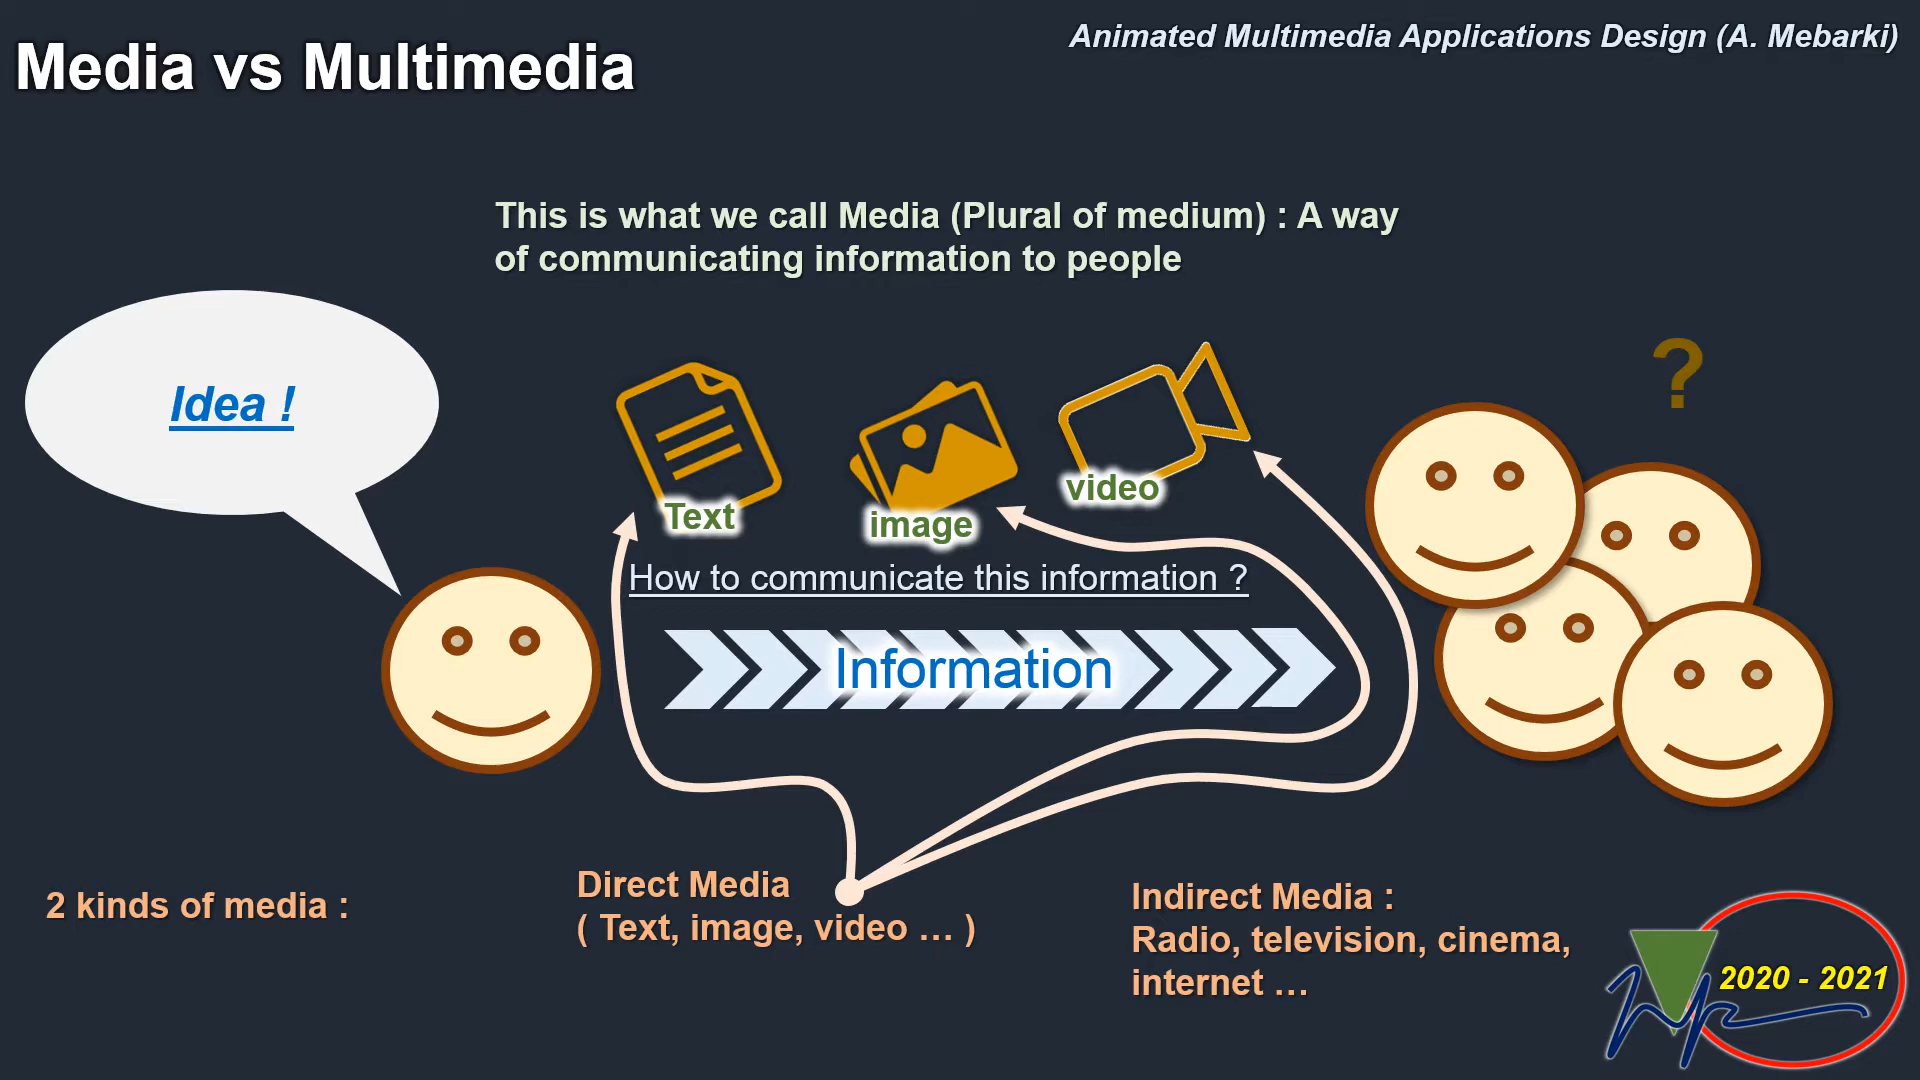 Animated Multimedia Applications Design (A. Mebarki)
Media vs Multimedia
This is what we call Media (Plural of medium) : A way
of communicating information to people
Idea !
?
Text
image
video
How to communicate this information ?
Information
2 kinds of media :
Direct Media
( Text, image, video … )
Indirect Media :
Radio, television, cinema,
internet …
2020 - 2021